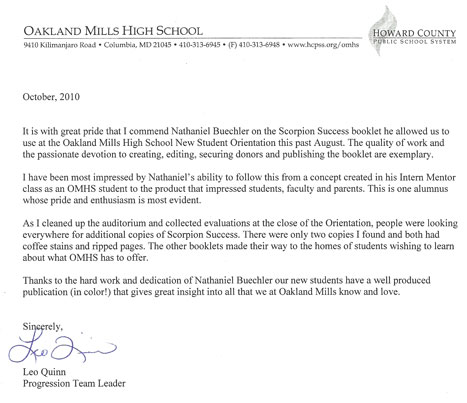 OAKLAND MILLS HIGH SCHOOL
9410 Kilimanjaro Road • Columbia, MD 21045 • 410-313-6945 • (F) 410-313-6948 • www.hcpss.org/omhs
HOWARD COUNTY
PUBLIC SCHOOL SYSTEM
October, 2010
It is with great pride that I commend Nathaniel Buechler on the Scorpion Success booklet he allowed us to
use at the Oakland Mills High School New Student Orientation this past August. The quality of work and
the passionate devotion to creating, editing, securing donors and publishing the booklet are exemplary.
I have been most impressed by Nathaniel's ability to follow this from a concept created in his Intern Mentor
class as an OMHS student to the product that impressed students, faculty and parents. This is one alumnus
whose pride and enthusiasm is most evident.
As I cleaned up the auditorium and collected evaluations at the close of the Orientation, people were looking
everywhere for additional copies of Scorpion Success. There were only two copies I found and both had
coffee stains and ripped pages. The other booklets made their way to the homes of students wishing to learn
about what OMHS has to offer.
Thanks to the hard work and dedication of Nathaniel Buechler our new students have a well produced
publication (in color!) that gives great insight into all that we at Oakland Mills know and love.
Sincerely,
Leo Quinn
Leo Quinn
Progression Team Leader